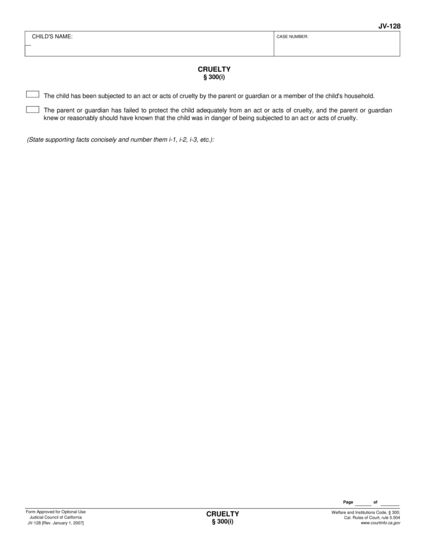 JV-128
CHILD'S NAME:
CASE NUMBER:
CRUELTY
§ 300(i)
The child has been subjected to an act or acts of cruelty by the parent or guardian or a member of the child's household.
The parent or guardian has failed to protect the child adequately from an act or acts of cruelty, and the parent or guardian
knew or reasonably should have known that the child was in danger of being subjected to an act or acts of cruelty.
(State supporting facts concisely and number them i-1, i-2, i-3, etc.):
Page of
Form Approved for Optional Use
Judicial Council of California
JV-128 [Rev. January 1, 2007]
CRUELTY
§ 300(i)
Welfare and Institutions Code, § 300;
Cal. Rules of Court, rule 5.504
www.courtinfo.ca.gov